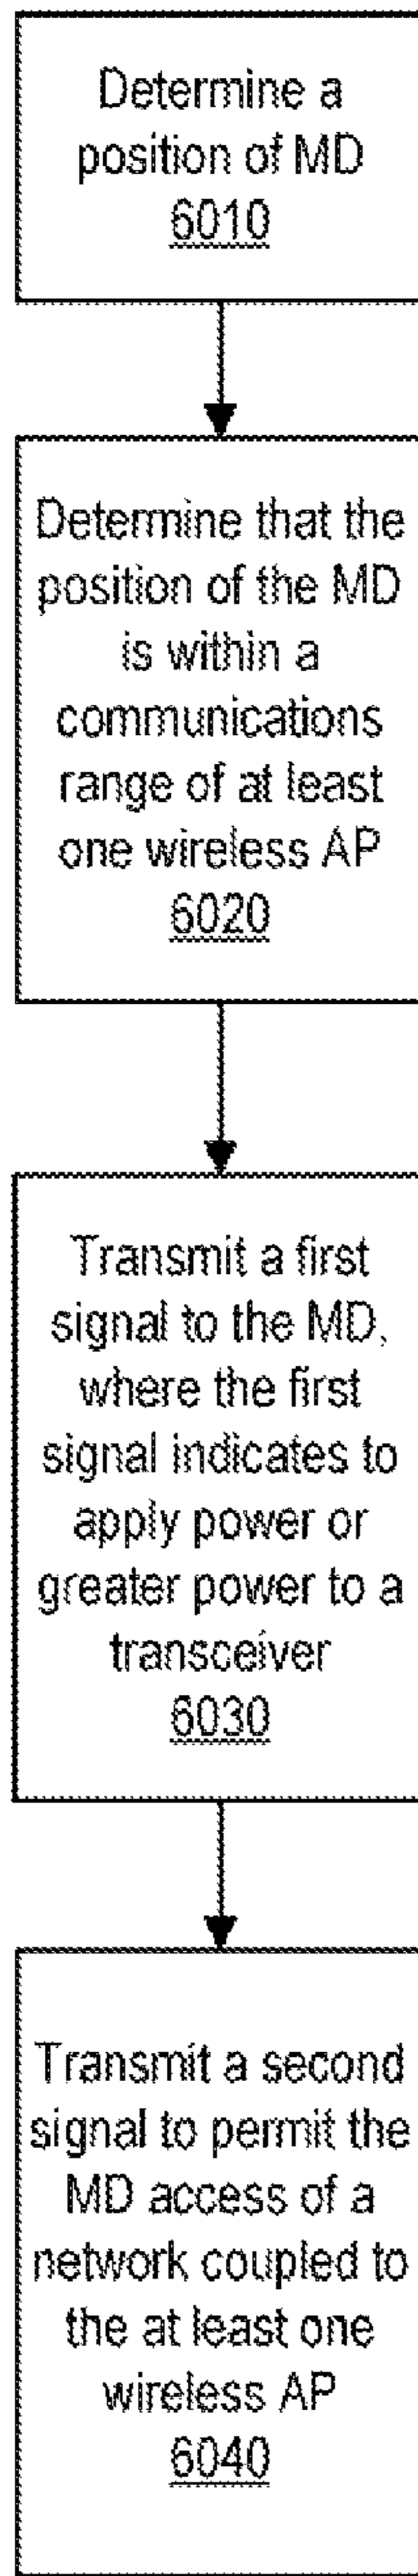 Determine a
position of MD
6010
Determine that the
position of the MD
is within a
communications
range of at least
one wireless AP
6020
Transmit a first
signal to the MD,
where the first
signal indicates to
apply power or
greater power to a
transceiver
6030
Transmit a second
signal to permit the
MD access of a
network coupled to
the at least one
wireless AP
6040